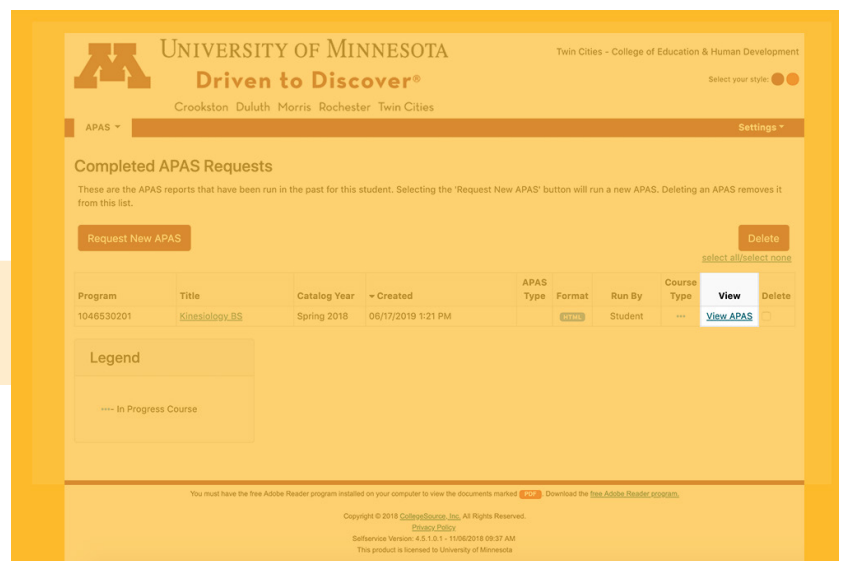 UNIVERSITY OF MINNESOTA
Twin Cities - College of Education & Human Development
Driven to Discover®
Select your style:
Crookston Duluth Morris Rochester Twin Cities
APAS
Settings
Completed APAS Requests
These are the APAS reports that have been run in the past for this student. Selecting the 'Request New APAS' button will run a new APAS. Deleting an APAS removes it
from this list.
Request New APAS
Delete
select all/select none
Program Title Catalog Year Created APAS Type Format Run By Course Type View Delete
1046530201 Kinesiology BS Spring 2018 06/17/2019 1:21 PM HTML Student --- View APAS
Legend
---- In Progress Course
You must have the free Adobe Reader program installed on your computer to view the documents marked PDF. Download the free Adobe Reader program.
Copyright © 2018 CollegeSource, Inc. All Rights Reserved.
Privacy Policy
Selfservice Version: 4.5.1.0.1 - 11/06/2018 09:37 AM
This product is licensed to University of Minnesota